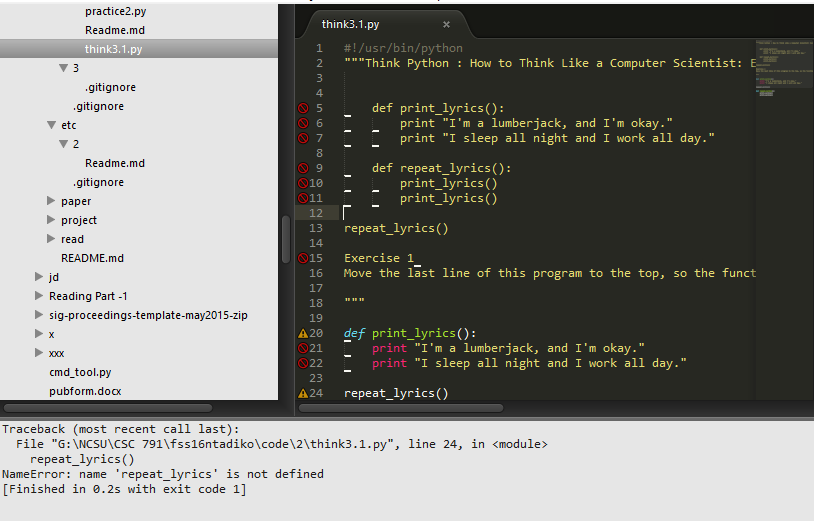 practice2.py
Readme.md
think3.1.py
3
.gitignore
.gitignore
etc
2
Readme.md
.gitignore
paper
project
read
README.md
jd
Reading Part -1
sig-proceedings-template-may2015-zip
x
xxx
cmd_tool.py
pubform.docx
think3.1.py ×
1 #!/usr/bin/python
2 """Think Python : How to Think Like a Computer Scientist: E
3
4
5 def print_lyrics():
6 print "I'm a lumberjack, and I'm okay."
7 print "I sleep all night and I work all day."
8
9 def repeat_lyrics():
10 print_lyrics()
11 print_lyrics()
12
13 repeat_lyrics()
14
15 Exercise 1
16 Move the last line of this program to the top, so the funct
17
18 """
19
20 def print_lyrics():
21 print "I'm a lumberjack, and I'm okay."
22 print "I sleep all night and I work all day."
23
24 repeat_lyrics()
Traceback (most recent call last):
File "G:\NCSU\CSC 791\fss16ntadiko\code\2\think3.1.py", line 24, in <module>
repeat_lyrics()
NameError: name 'repeat_lyrics' is not defined
[Finished in 0.2s with exit code 1]